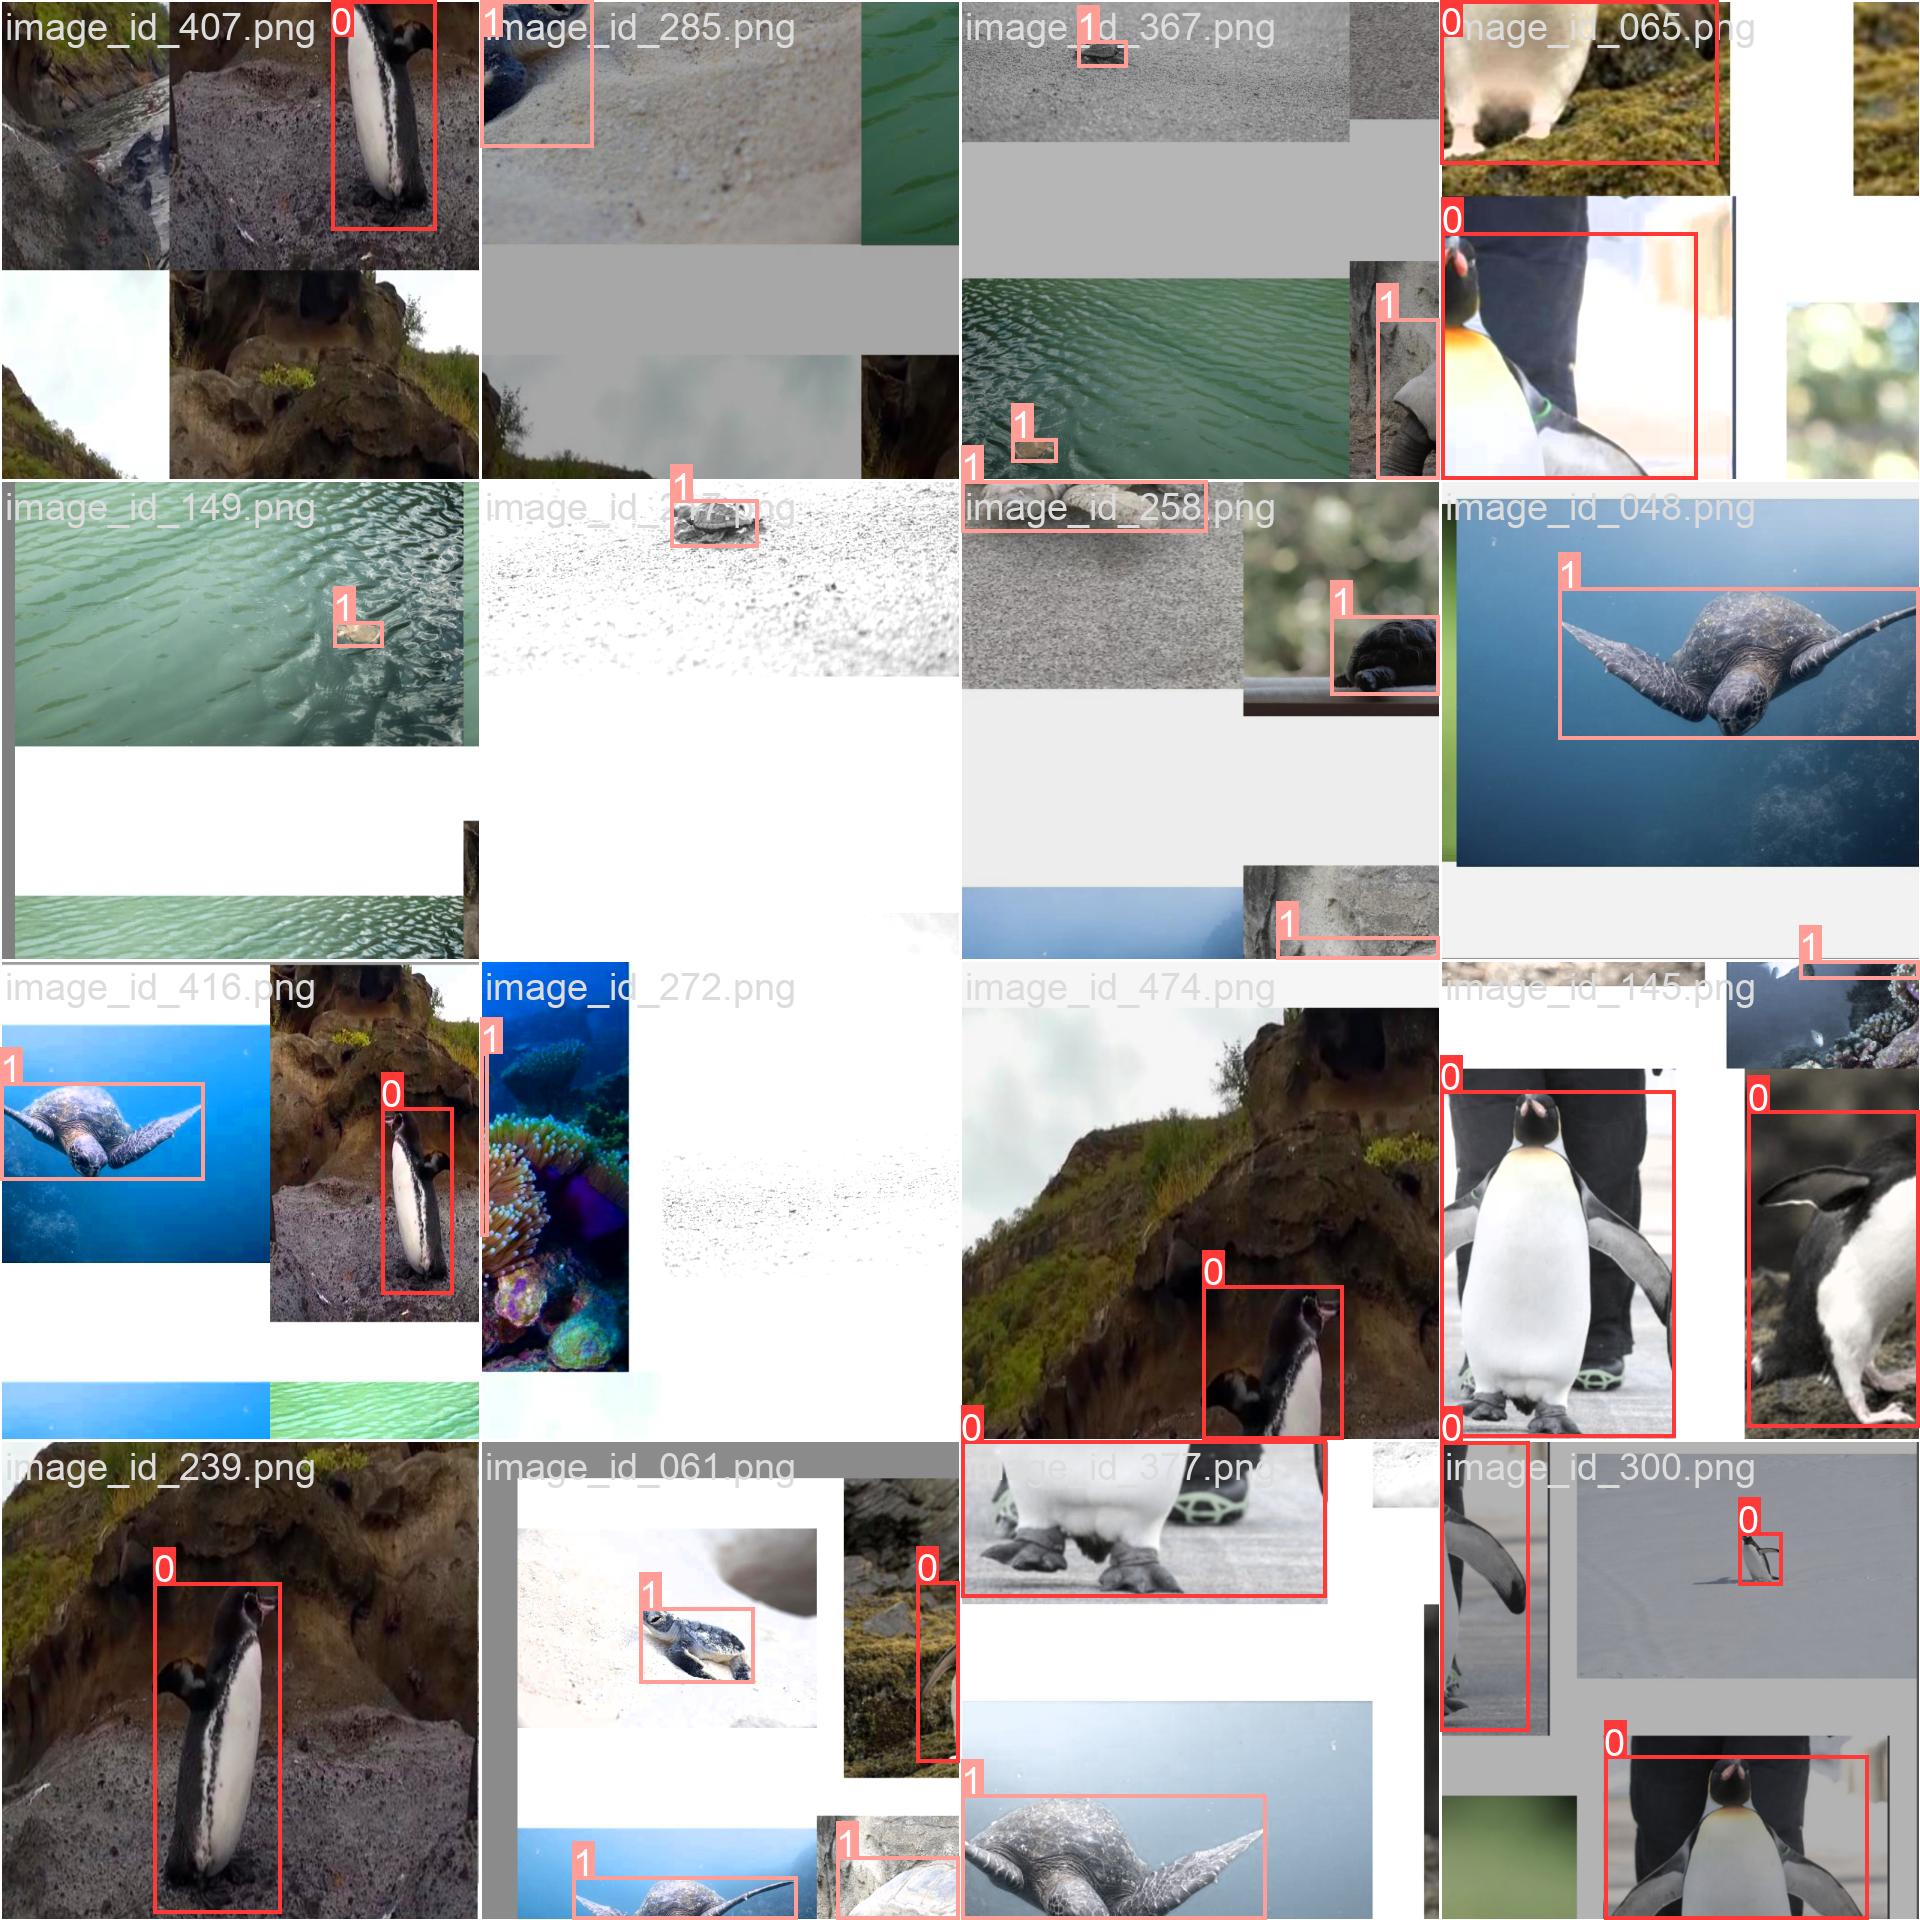 image_id_407.png
0
image_id_285.png
1
image_id_367.png
1
1
1
image_id_065.png
0
0
image_id_149.png
1
1
image_id_258.png
1
1
1
image_id_048.png
1
image_id_416.png
1
0
image_id_272.png
1
image_id_474.png
0
image_id_145.png
1
0
0
image_id_239.png
0
image_id_061.png
1
0
1
1
image_id_377.png
0
1
image_id_300.png
0
0
0